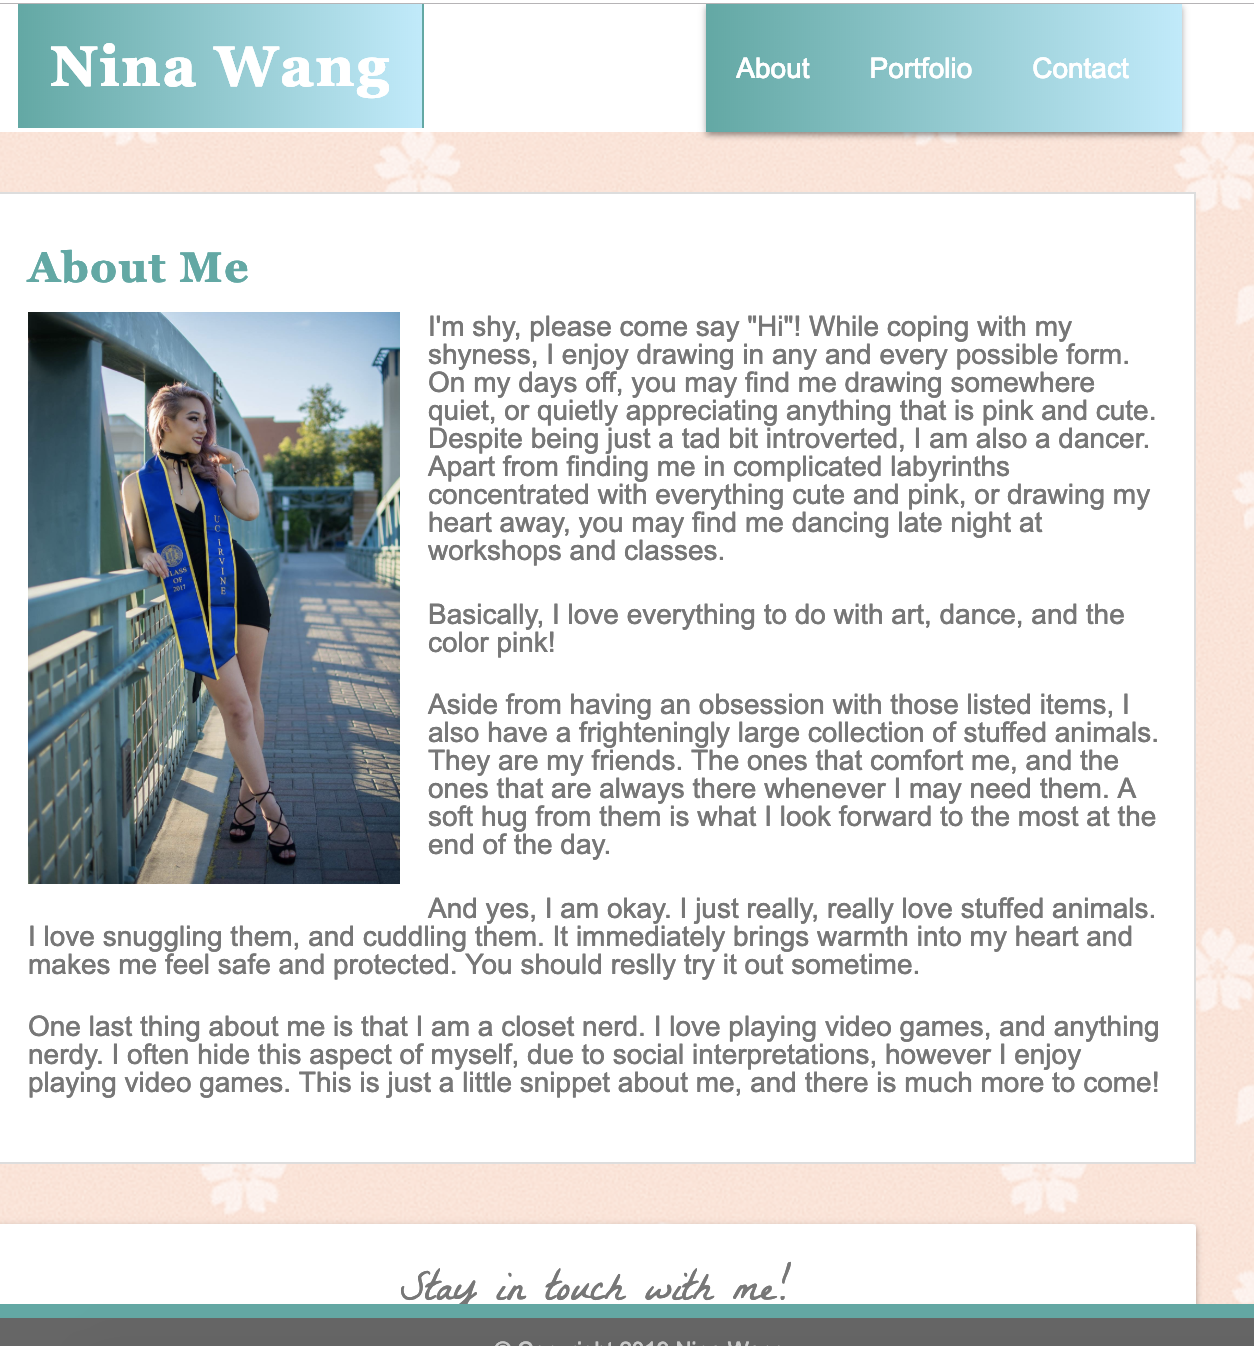 Nina Wang
About Portfolio Contact
About Me
I'm shy, please come say "Hi"! While coping with my
shyness, I enjoy drawing in any and every possible form.
On my days off, you may find me drawing somewhere
quiet, or quietly appreciating anything that is pink and cute.
Despite being just a tad bit introverted, I am also a dancer.
Apart from finding me in complicated labyrinths
concentrated with everything cute and pink, or drawing my
heart away, you may find me dancing late night at
workshops and classes.
Basically, I love everything to do with art, dance, and the
color pink!
Aside from having an obsession with those listed items, I
also have a frighteningly large collection of stuffed animals.
They are my friends. The ones that comfort me, and the
ones that are always there whenever I may need them. A
soft hug from them is what I look forward to the most at the
end of the day.
And yes, I am okay. I just really, really love stuffed animals.
I love snuggling them, and cuddling them. It immediately brings warmth into my heart and
makes me feel safe and protected. You should reslly try it out sometime.
One last thing about me is that I am a closet nerd. I love playing video games, and anything
nerdy. I often hide this aspect of myself, due to social interpretations, however I enjoy
playing video games. This is just a little snippet about me, and there is much more to come!
UC IRVINE
CLASS
OF
2017
Stay in touch with me!
© Copyright 2019 Nina Wang